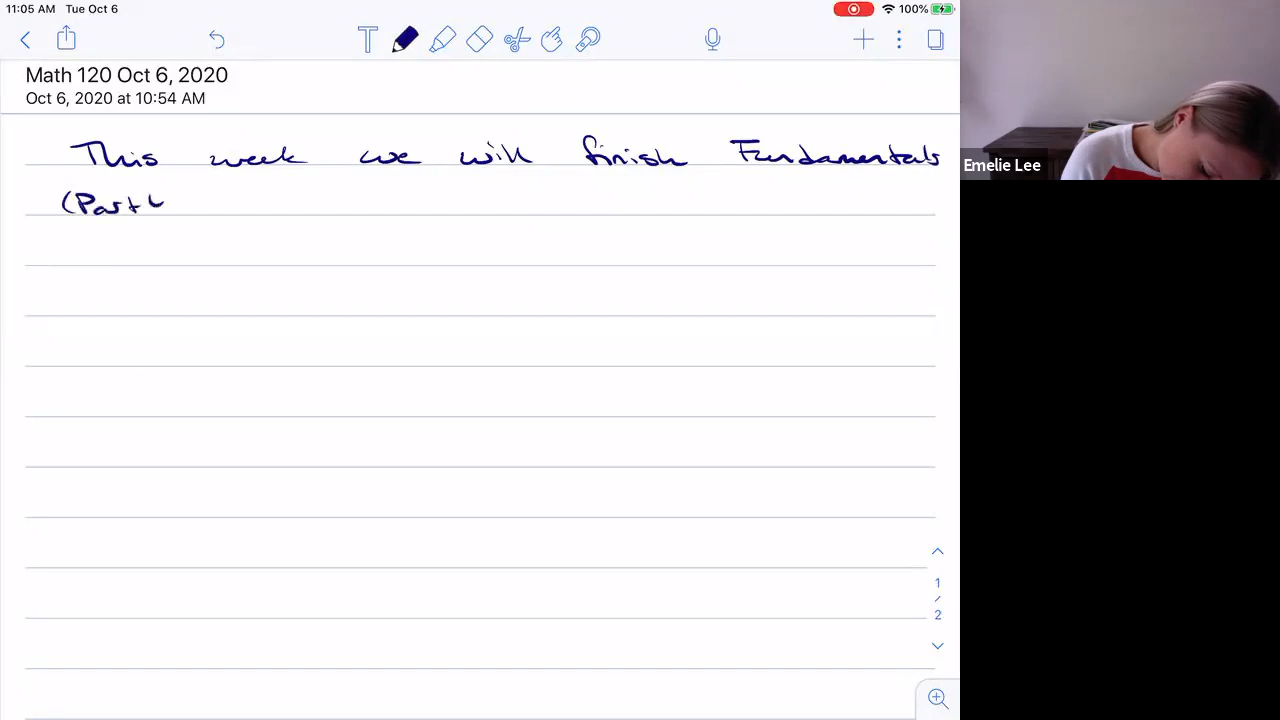 11:05 AM Tue Oct 6
100%
Math 120 Oct 6, 2020
Oct 6, 2020 at 10:54 AM
This week we will finish Fundamentals
(Part
Emelie Lee
1
/
2